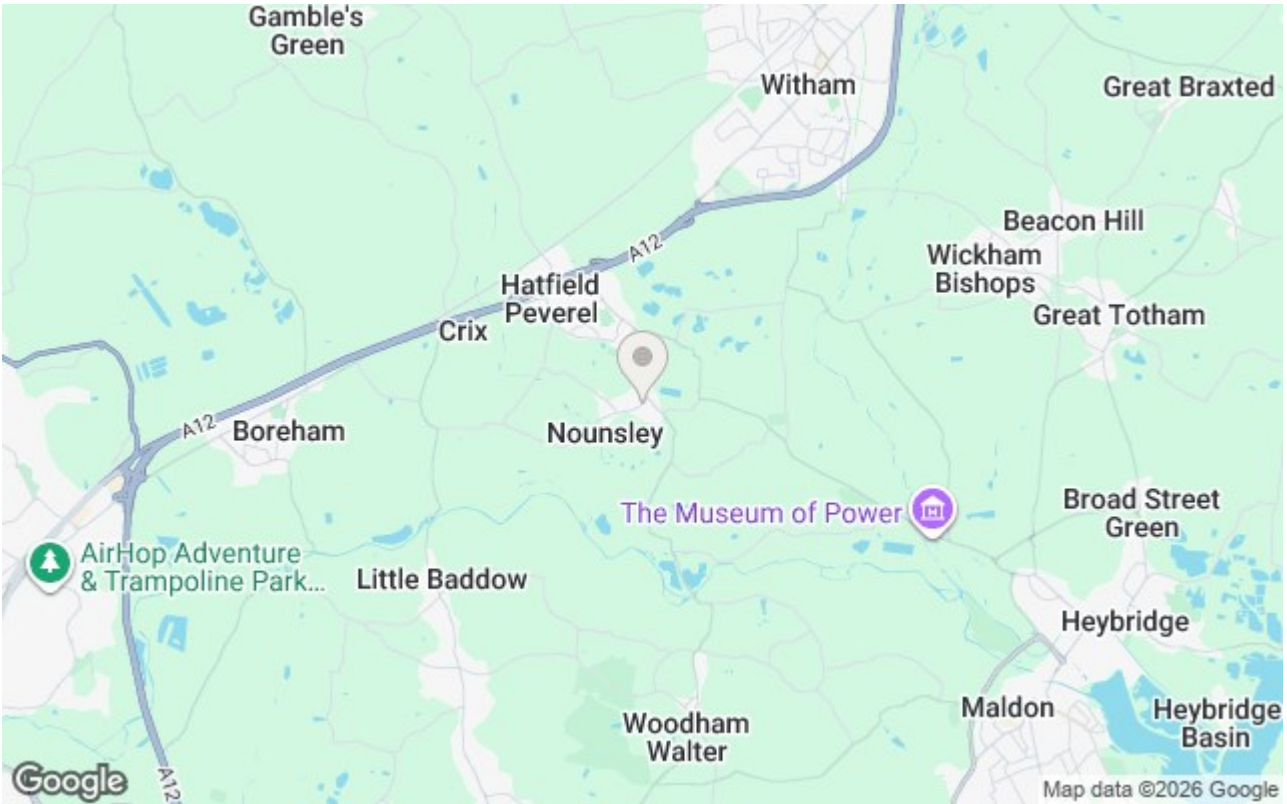 Gamble's
Green
Witham
Great Braxted
Beacon Hill
Wickham
Bishops
A12
Hatfield
Peverel
Great Totham
Crix
A12
Boreham
Nounsley
The Museum of Power
Broad Street
Green
AirHop Adventure
& Trampoline Park...
Little Baddow
Heybridge
Maldon
Heybridge
Basin
Woodham
Walter
Google
A12
Map data ©2026 Google